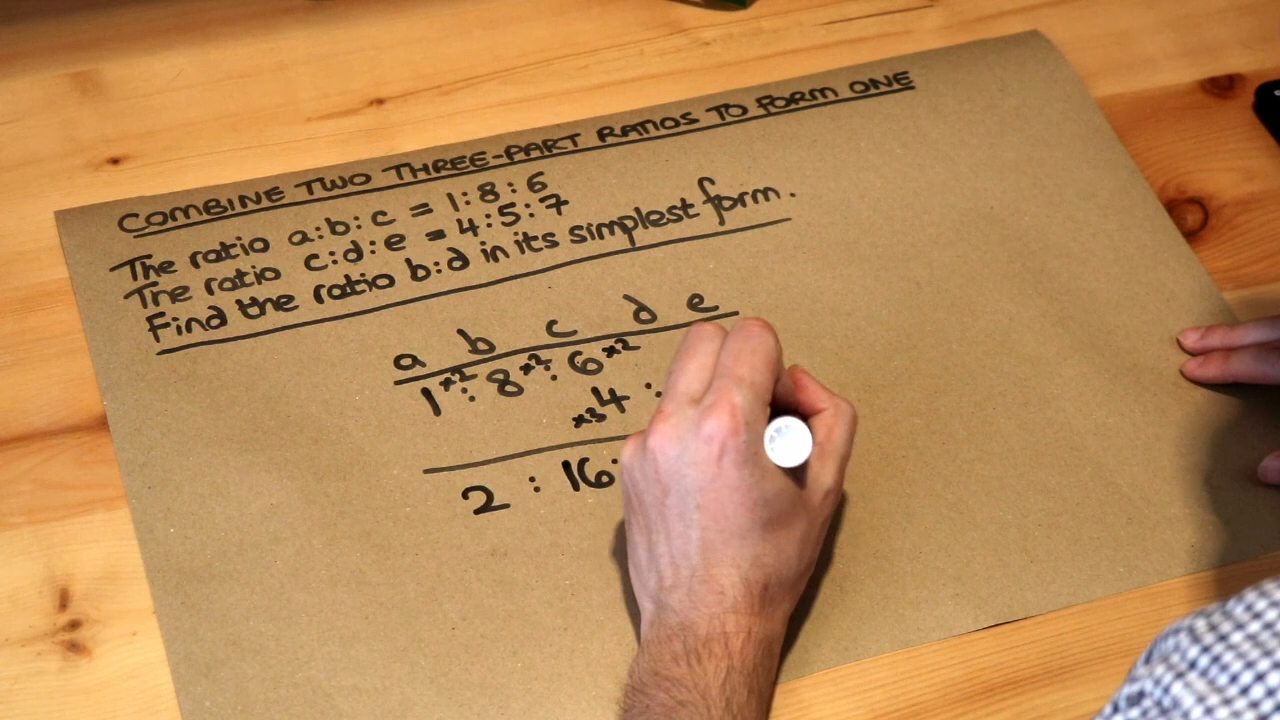 COMBINE TWO THREE-PART RATIOS TO FORM ONE
The ratio a:b:c = 1:8:6
The ratio c:d:e = 4:5:7
Find the ratio b:d in its simplest form.
a b c d e
1×2 : 8×2 : 6×2
×3 4 :
2 : 16 :